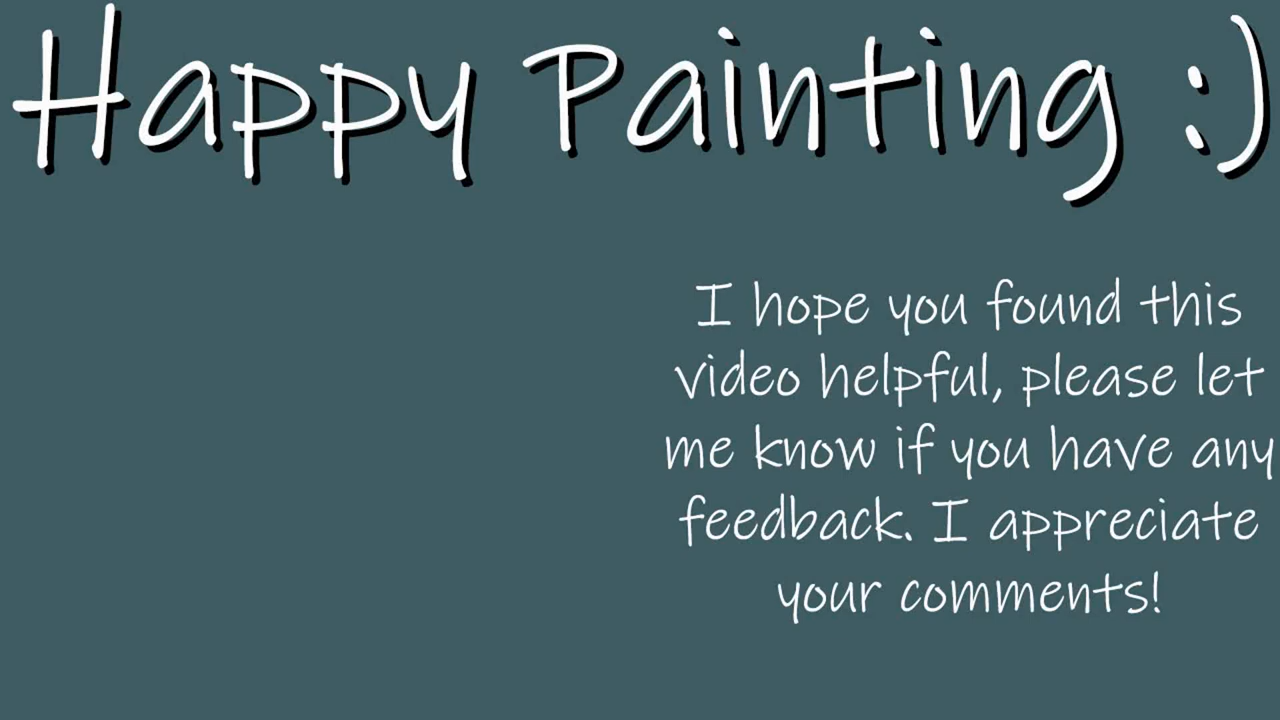 Happy Painting :)
I hope you found this
video helpful, please let
me know if you have any
feedback. I appreciate
your comments!